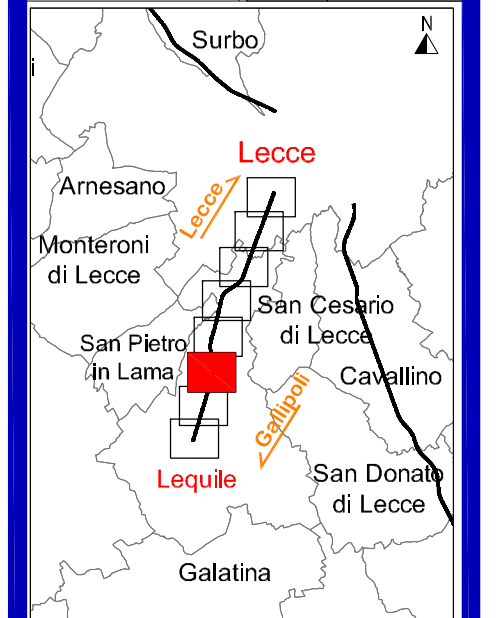 Surbo
N
i
Lecce
Arnesano
Lecce
Monteroni
di Lecce
San Cesario
di Lecce
San Pietro
in Lama
Cavallino
Gallipoli
Lequile
San Donato
di Lecce
Galatina